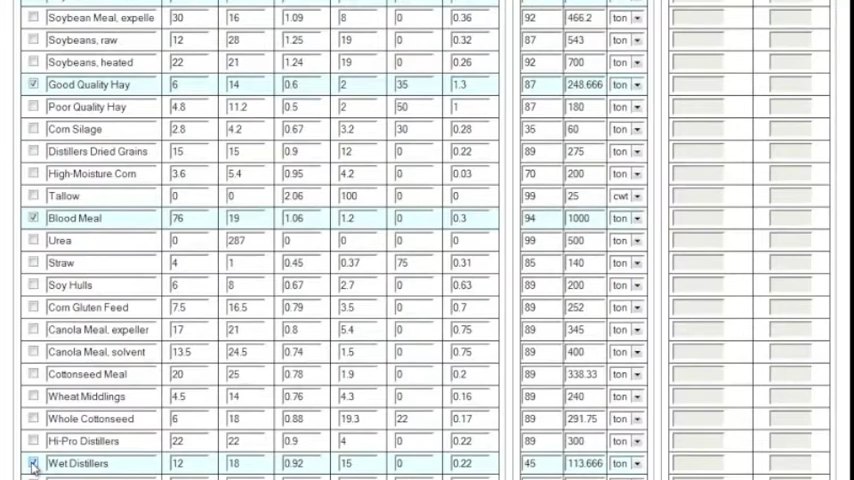 Soybean Meal, expelle 30 16 1.09 8 0 0.36 92 466.2 ton
Soybeans, raw 12 28 1.25 19 0 0.32 87 543 ton
Soybeans, heated 22 21 1.24 19 0 0.26 92 700 ton
Good Quality Hay 6 14 0.6 2 35 1.3 87 248.666 ton
Poor Quality Hay 4.8 11.2 0.5 2 50 1 87 180 ton
Corn Silage 2.8 4.2 0.67 3.2 30 0.28 35 60 ton
Distillers Dried Grains 15 15 0.9 12 0 0.22 89 275 ton
High-Moisture Corn 3.6 5.4 0.95 4.2 0 0.03 70 200 ton
Tallow 0 0 2.06 100 0 0 99 25 cwt
Blood Meal 76 19 1.06 1.2 0 0.3 94 1000 ton
Urea 0 287 0 0 0 0 99 500 ton
Straw 4 1 0.45 0.37 75 0.31 85 140 ton
Soy Hulls 6 8 0.67 2.7 0 0.63 89 200 ton
Corn Gluten Feed 7.5 16.5 0.79 3.5 0 0.7 89 252 ton
Canola Meal, expeller 17 21 0.8 5.4 0 0.75 89 345 ton
Canola Meal, solvent 13.5 24.5 0.74 1.5 0 0.75 89 400 ton
Cottonseed Meal 20 25 0.78 1.9 0 0.2 89 338.33 ton
Wheat Middlings 4.5 14 0.76 4.3 0 0.16 89 240 ton
Whole Cottonseed 6 18 0.88 19.3 22 0.17 89 291.75 ton
Hi-Pro Distillers 22 22 0.9 4 0 0.22 89 300 ton
Wet Distillers 12 18 0.92 15 0 0.22 45 113.666 ton